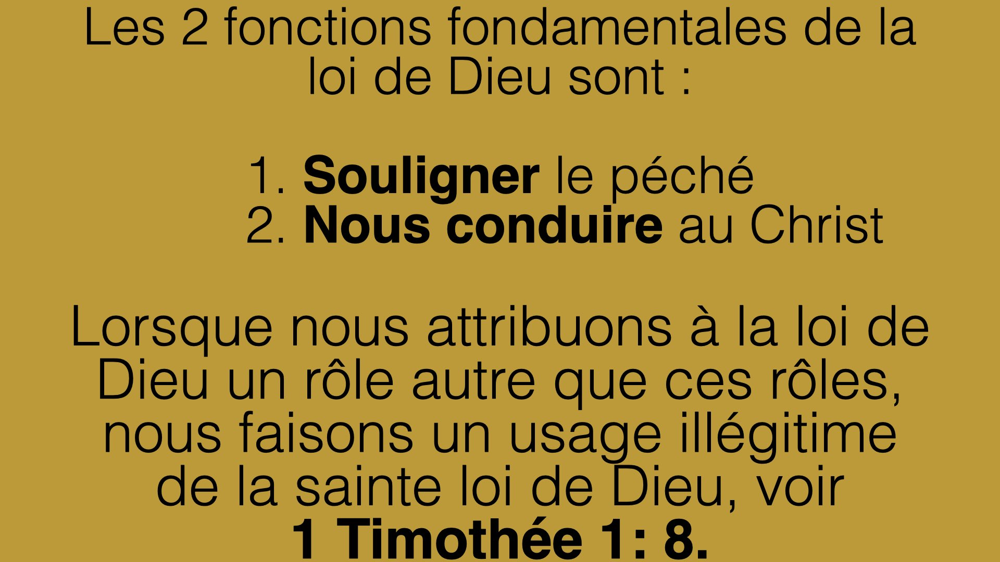 Les 2 fonctions fondamentales de la
loi de Dieu sont :
1. Souligner le péché
2. Nous conduire au Christ
Lorsque nous attribuons à la loi de
Dieu un rôle autre que ces rôles,
nous faisons un usage illégitime
de la sainte loi de Dieu, voir
1 Timothée 1: 8.